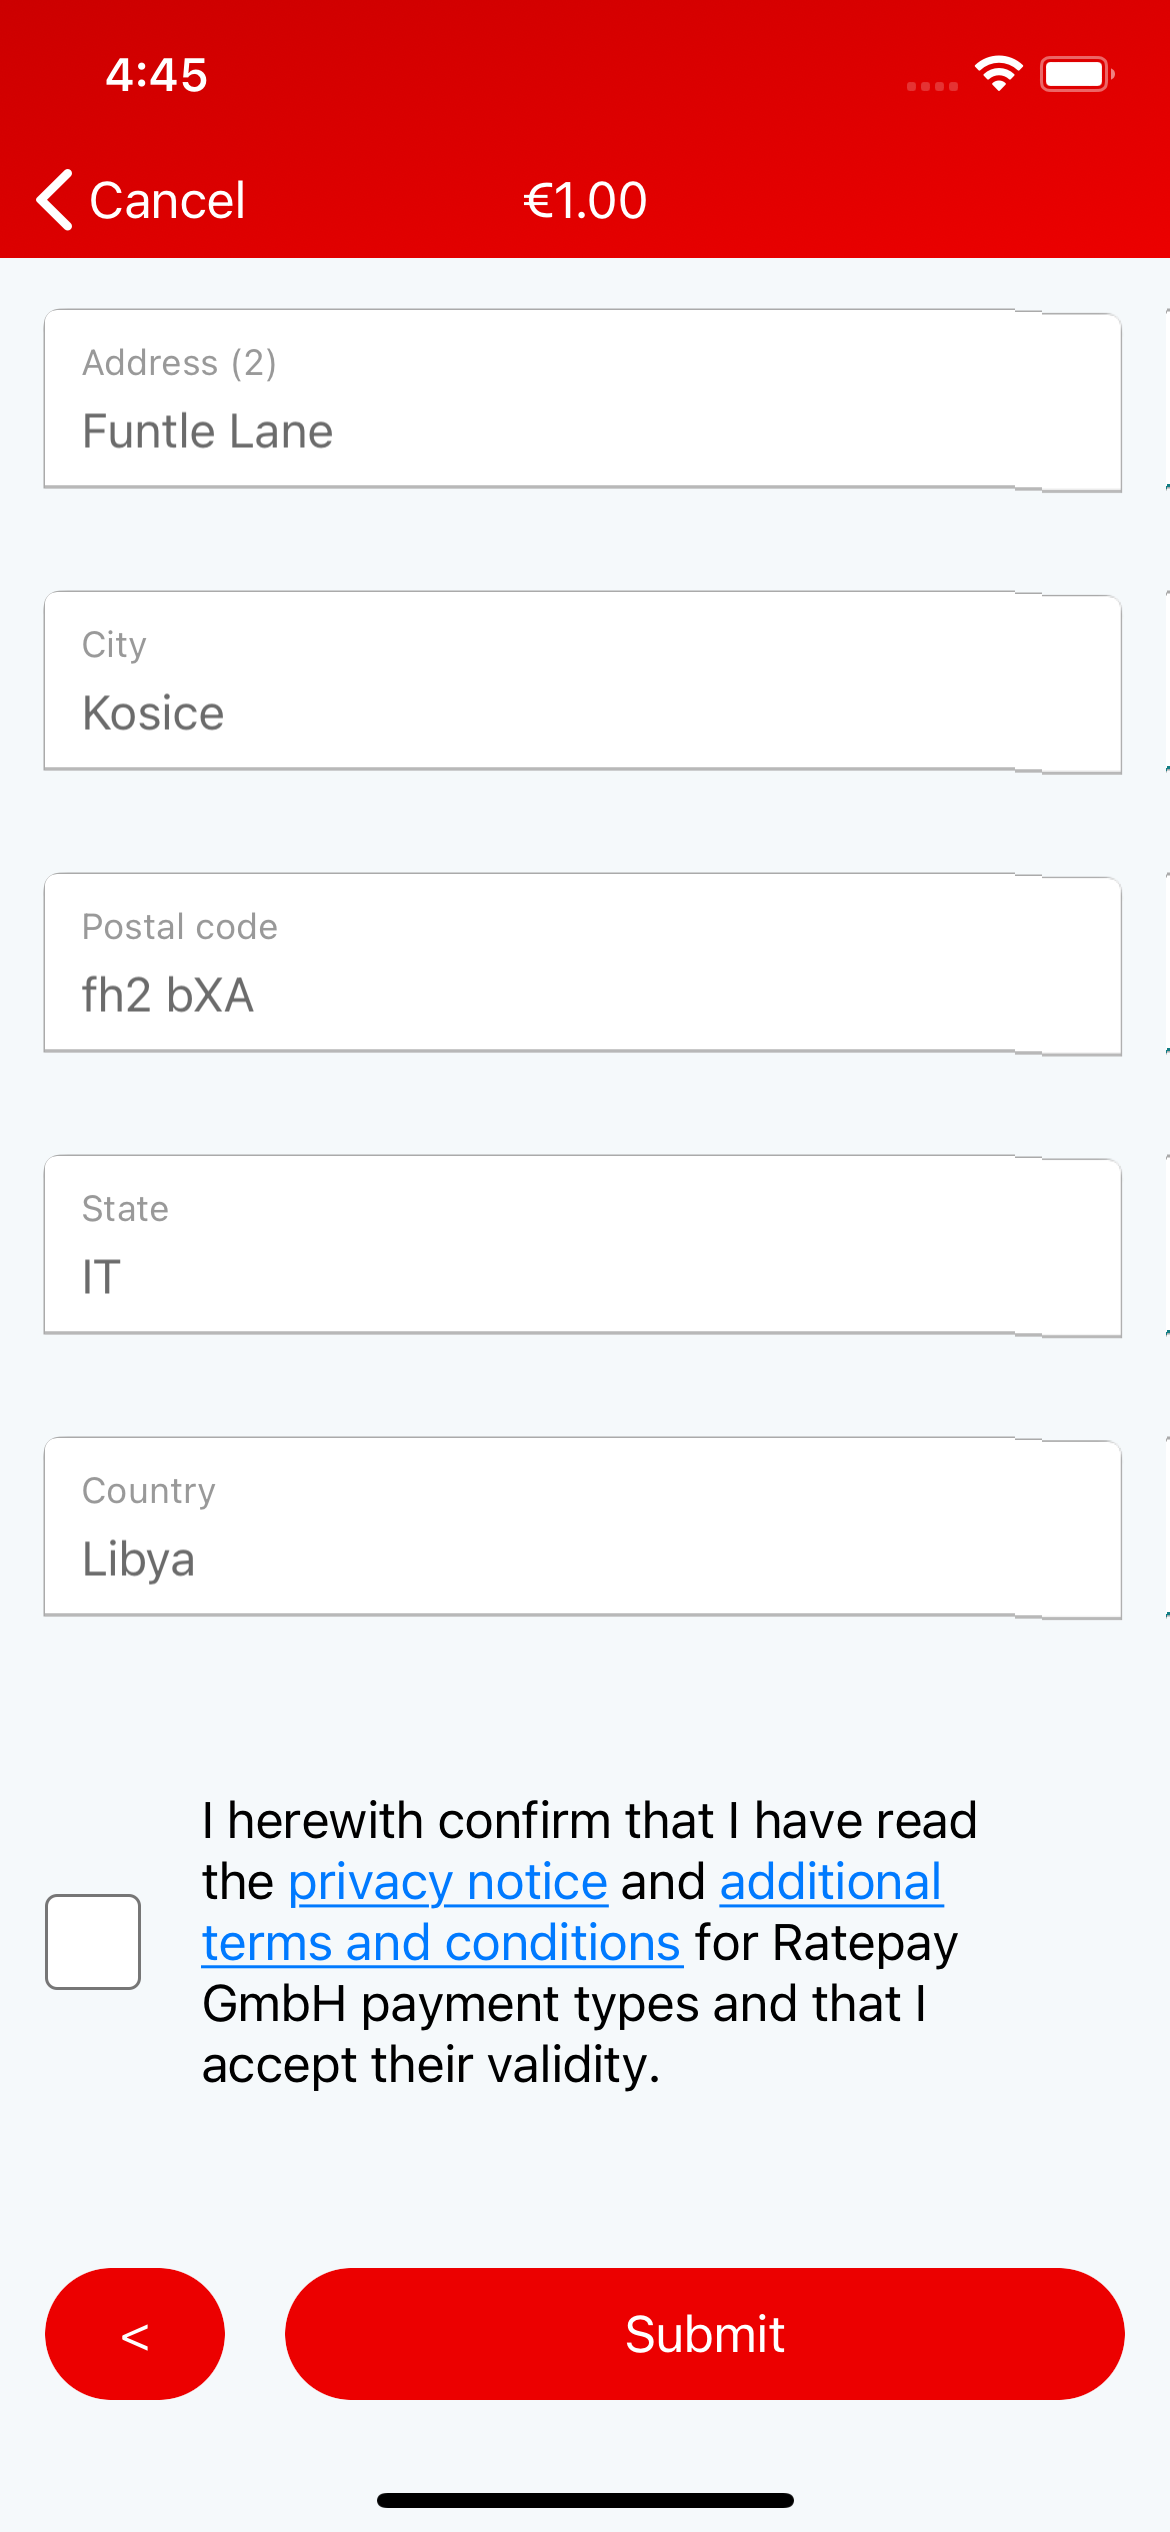 4:45
Cancel
€1.00
Address (2)
Funtle Lane
City
Kosice
Postal code
fh2 bXA
State
IT
Country
Libya
I herewith confirm that I have read
the privacy notice and additional
terms and conditions for Ratepay
GmbH payment types and that I
accept their validity.
<
Submit